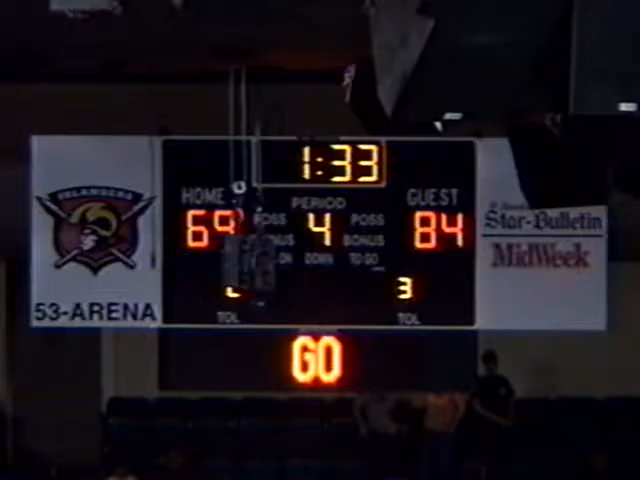 ISLANDERS
53-ARENA
1:33
HOME
PERIOD
GUEST
69
POSS
4
POSS
84
BONUS
DOWN
TO GO
3
TOL
TOL
Star-Bulletin
MidWeek
GO